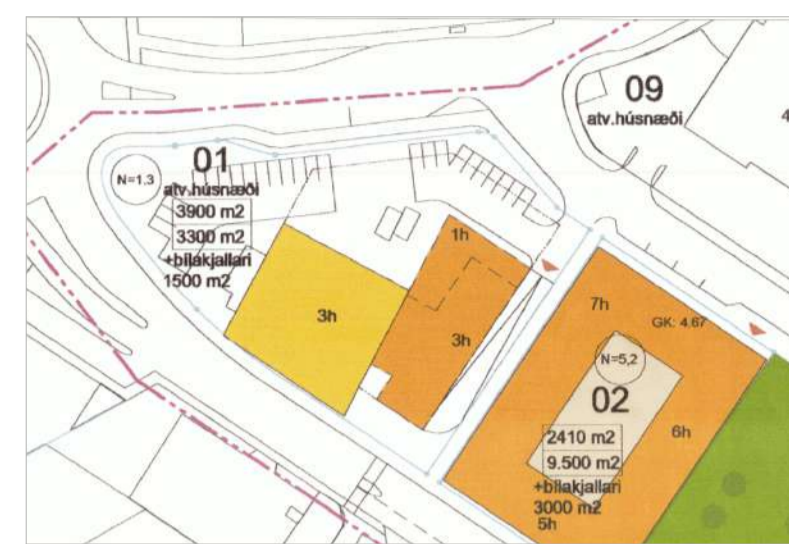 09
atv.húsnæði
4
01
N=1.3
atv.húsnæði
3900 m2
3300 m2
+bílakjallari
1500 m2
1h
3h
3h
7h
GK: 4.67
N=5,2
02
2410 m2
9.500 m2
+bílakjallari
3000 m2
5h
6h